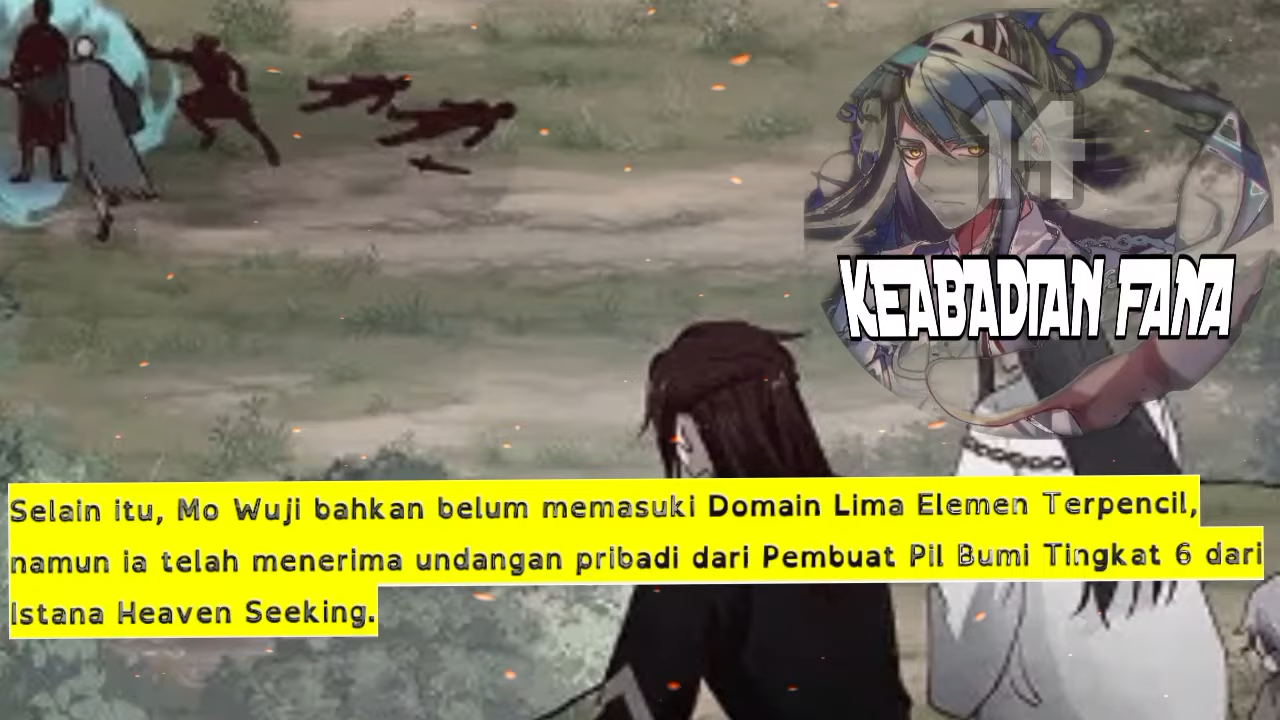 14
KEABADIAN FANA
Selain itu, Mo Wuji bahkan belum memasuki Domain Lima Elemen Terpencil,
namun ia telah menerima undangan pribadi dari Pembuat Pil Bumi Tingkat 6 dari
Istana Heaven Seeking.